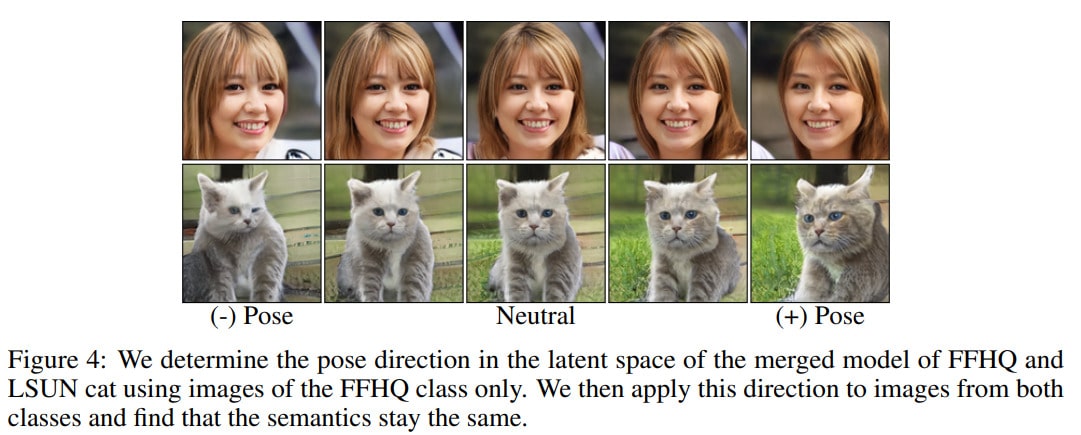 (-) Pose Neutral (+) Pose
Figure 4: We determine the pose direction in the latent space of the merged model of FFHQ and
LSUN cat using images of the FFHQ class only. We then apply this direction to images from both
classes and find that the semantics stay the same.